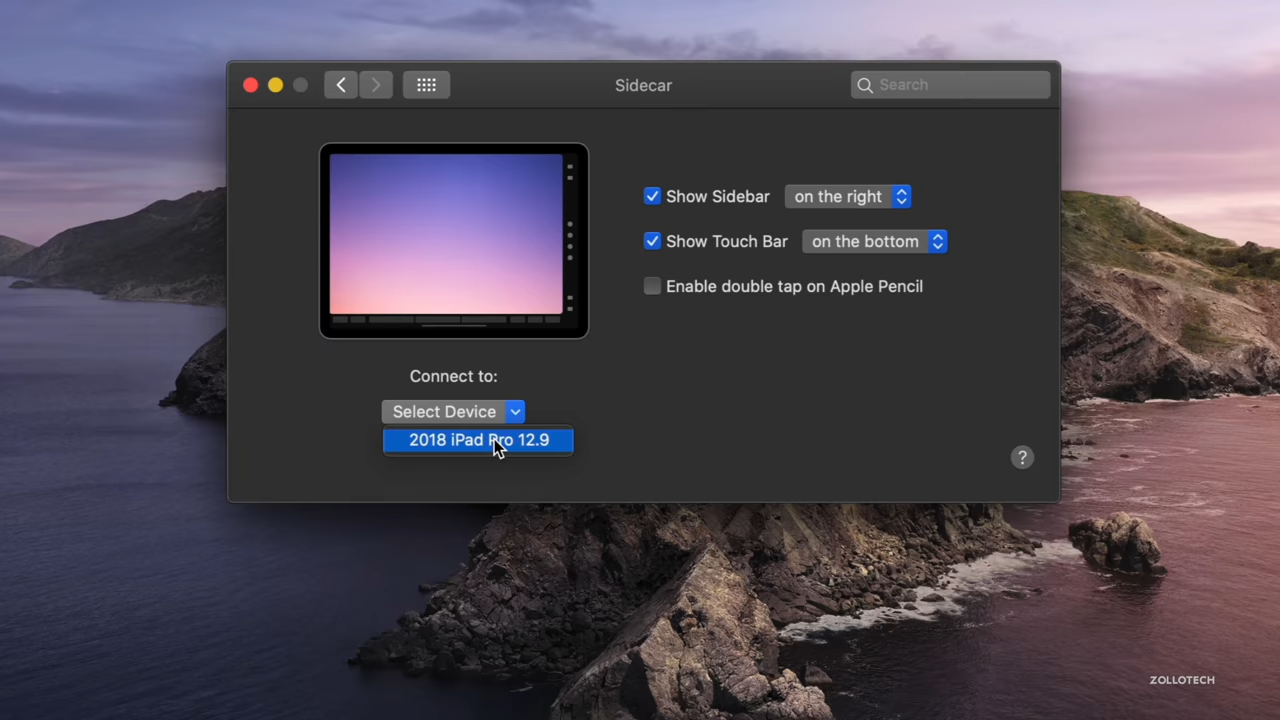 Sidecar
Search
Show Sidebar on the right
Show Touch Bar on the bottom
Enable double tap on Apple Pencil
Connect to:
Select Device
2018 iPad Pro 12.9
?
ZOLLOTECH